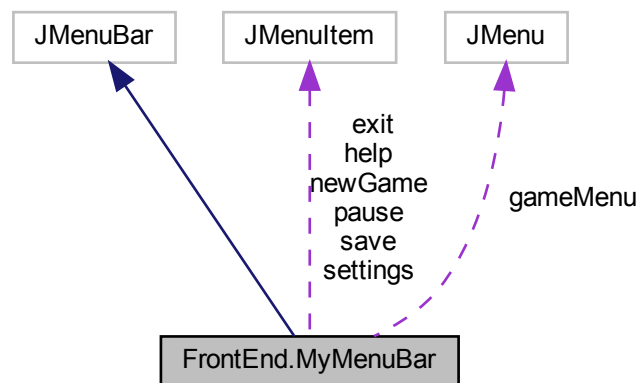 JMenuBar
JMenuItem
JMenu
exit
help
newGame
pause
save
settings
gameMenu
FrontEnd.MyMenuBar